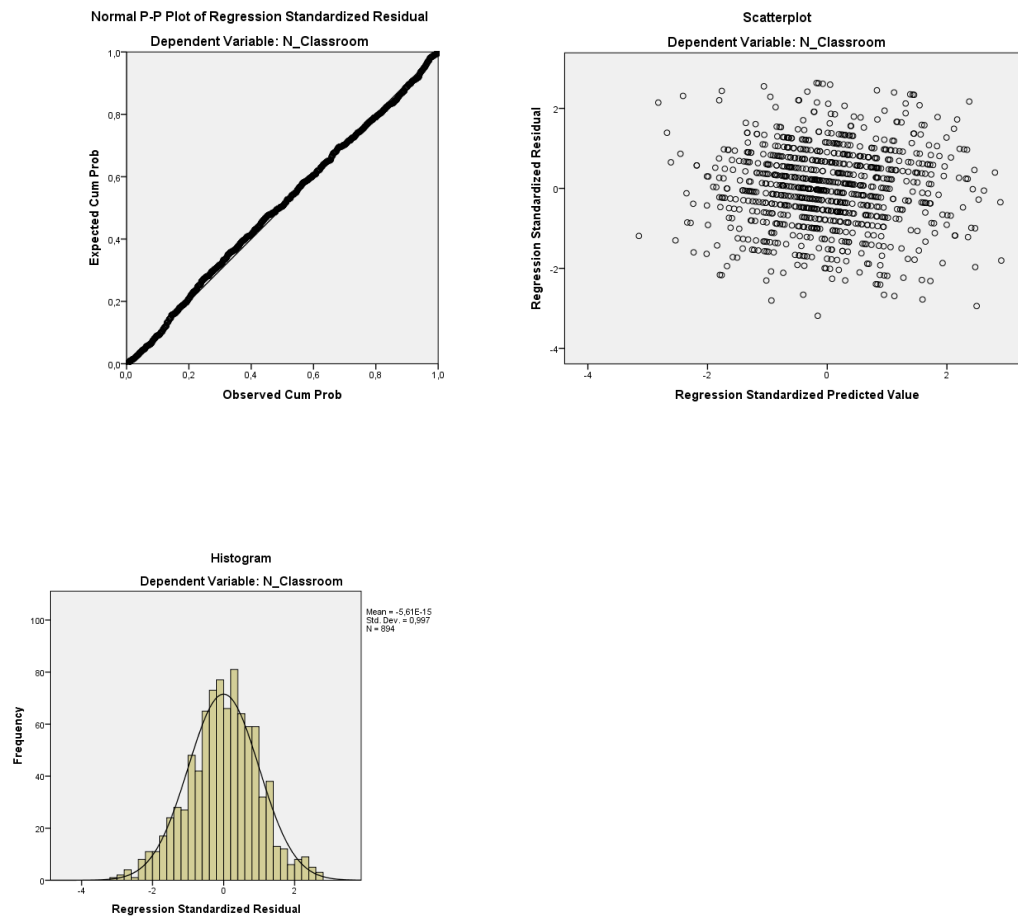 Normal P-P Plot of Regression Standardized Residual
Dependent Variable: N_Classroom
1,0
0,8
0,6
0,4
0,2
0,0
0,0
0,2
0,4
0,6
0,8
1,0
Expected Cum Prob
Observed Cum Prob
Scatterplot
Dependent Variable: N_Classroom
2
0
-2
-4
-4
-2
0
2
Regression Standardized Residual
Regression Standardized Predicted Value
Histogram
Dependent Variable: N_Classroom
Mean = -5,61E-15
Std. Dev. = 0,997
N = 894
100
80
60
40
20
0
-4
-2
0
2
Frequency
Regression Standardized Residual